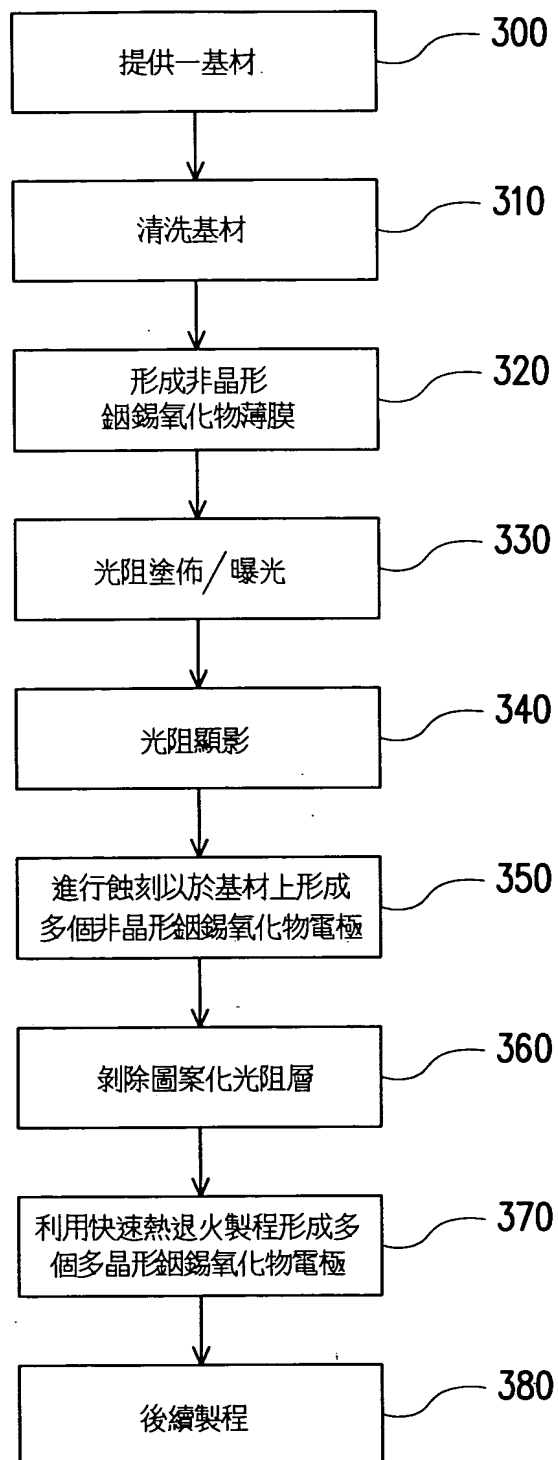 提供一基材
300
清洗基材
310
形成非晶形
銦錫氧化物薄膜
320
光阻塗佈/曝光
330
光阻顯影
340
進行蝕刻以於基材上形成
多個非晶形銦錫氧化物電極
350
剝除圖案化光阻層
360
利用快速熱退火製程形成多
個多晶形銦錫氧化物電極
370
後續製程
380